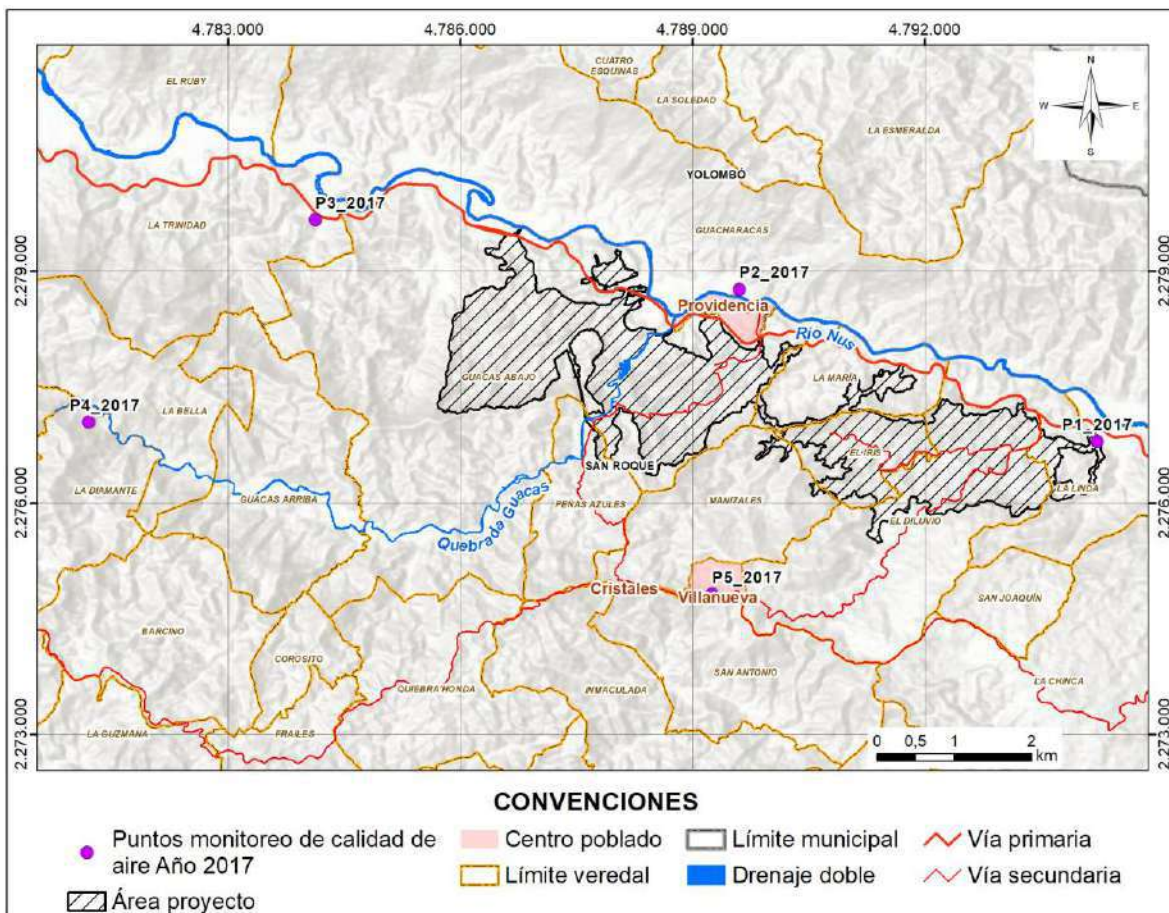 4.783.000
4.786.000
4.789.000
4.792.000
EL RUBY
CUATRO
ESQUINAS
LA SOLEDAD
LA ESMERALDA
N
W
E
S
YOLOMBÓ
P3_2017
LA TRINIDAD
GUACHARACAS
2.279.000
2.279.000
P2_2017
Providencia
Río Nus
GUACAS ABAJO
LA MARÍA
LA BELLA
P4_2017
P1_2017
EL IRIS
SAN ROQUE
LA DIAMANTE
GUACAS ARRIBA
LA LINDA
2.276.000
2.276.000
PEÑAS AZULES
MANIZALES
EL DILUVIO
Quebrada Guacas
P5_2017
Cristales
Villanueva
SAN JOAQUÍN
BARCINO
COROSITO
SAN ANTONIO
QUIEBRA HONDA
INMACULADA
LA CHINCA
LA GUZMANA
FRAILES
2.273.000
2.273.000
0 0,5 1 2
km
CONVENCIONES
Puntos monitoreo de calidad de
aire Año 2017
Área proyecto
Centro poblado
Límite veredal
Límite municipal
Drenaje doble
Vía primaria
Vía secundaria